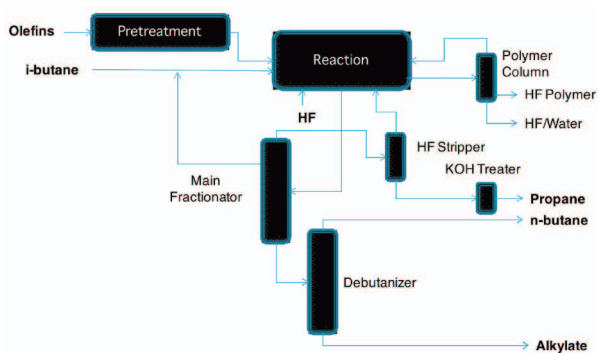 Olefins
Pretreatment
i-butane
Reaction
Polymer
Column
HF Polymer
HF/Water
HF
HF Stripper
KOH Treater
Main
Fractionator
Propane
n-butane
Debutanizer
Alkylate